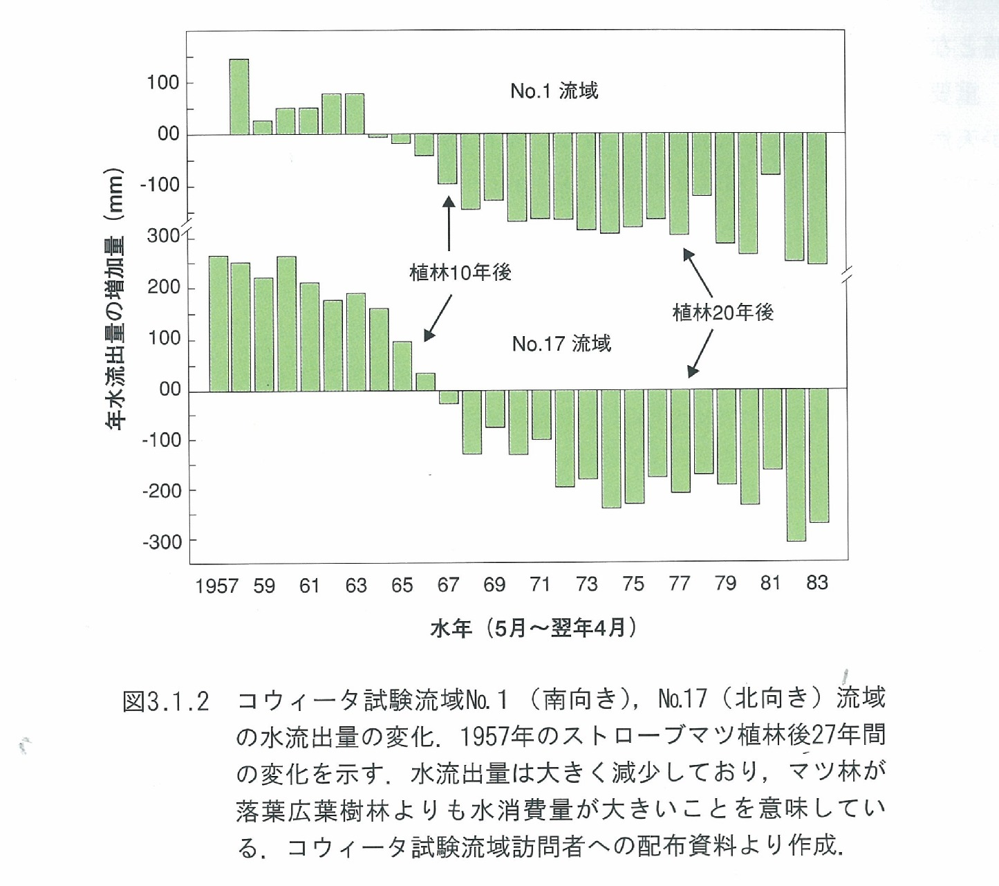 100
No.1 流域
00
-100
300
植林10年後
200
植林20年後
100
No.17 流域
00
-100
-200
-300
年水流出量の増加量（mm）
1957 59 61 63 65 67 69 71 73 75 77 79 81 83
水年（5月～翌年4月）
図3.1.2 コウィータ試験流域№1（南向き），№17（北向き）流域
の水流出量の変化．1957年のストローブマツ植林後27年間
の変化を示す．水流出量は大きく減少しており，マツ林が
落葉広葉樹林よりも水消費量が大きいことを意味してい
る．コウィータ試験流域訪問者への配布資料より作成．